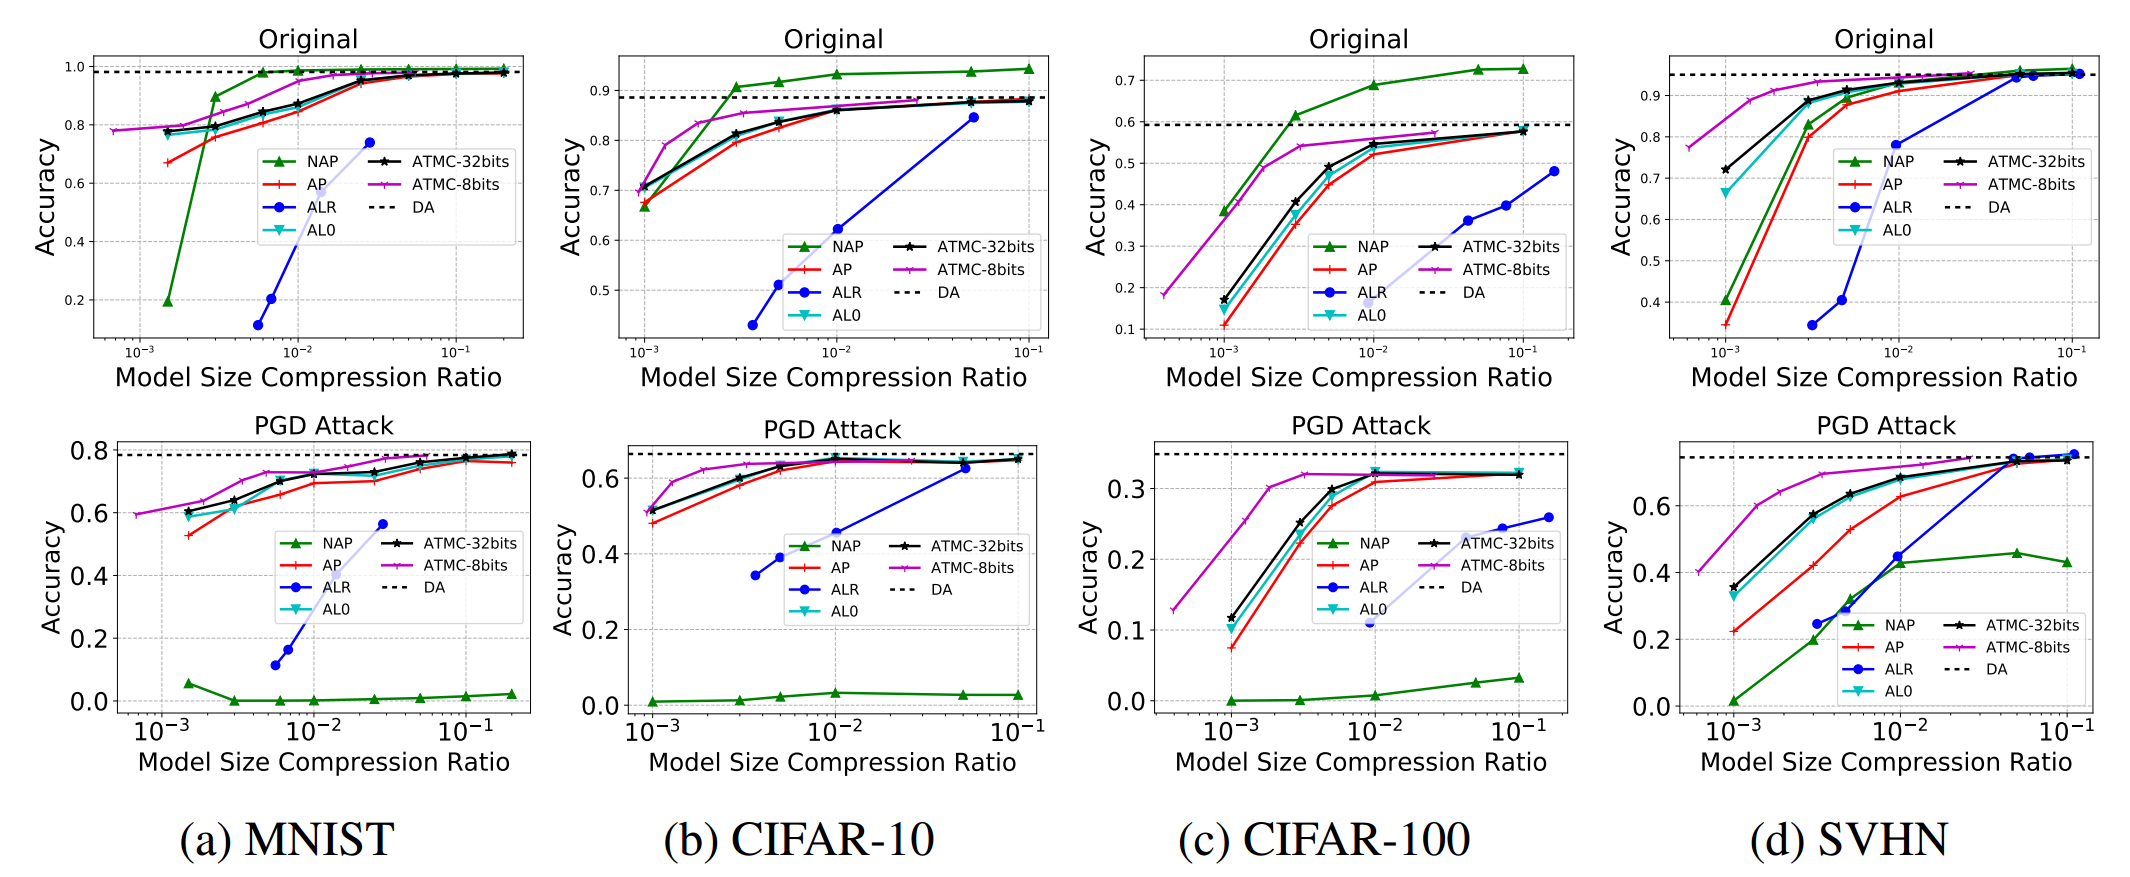 Original
Accuracy
1.0
0.8
0.6
0.4
0.2
10⁻³ 10⁻² 10⁻¹
Model Size Compression Ratio
NAP
AP
ALR
AL0
ATMC-32bits
ATMC-8bits
DA
Original
Accuracy
0.9
0.8
0.7
0.6
0.5
10⁻³ 10⁻² 10⁻¹
Model Size Compression Ratio
NAP
AP
ALR
AL0
ATMC-32bits
ATMC-8bits
DA
Original
Accuracy
0.7
0.6
0.5
0.4
0.3
0.2
0.1
10⁻³ 10⁻² 10⁻¹
Model Size Compression Ratio
NAP
AP
ALR
AL0
ATMC-32bits
ATMC-8bits
DA
Original
Accuracy
0.9
0.8
0.7
0.6
0.5
0.4
10⁻³ 10⁻² 10⁻¹
Model Size Compression Ratio
NAP
AP
ALR
AL0
ATMC-32bits
ATMC-8bits
DA
PGD Attack
Accuracy
0.8
0.6
0.4
0.2
0.0
10⁻³ 10⁻² 10⁻¹
Model Size Compression Ratio
NAP
AP
ALR
AL0
ATMC-32bits
ATMC-8bits
DA
PGD Attack
Accuracy
0.6
0.4
0.2
0.0
10⁻³ 10⁻² 10⁻¹
Model Size Compression Ratio
NAP
AP
ALR
AL0
ATMC-32bits
ATMC-8bits
DA
PGD Attack
Accuracy
0.3
0.2
0.1
0.0
10⁻³ 10⁻² 10⁻¹
Model Size Compression Ratio
NAP
AP
ALR
AL0
ATMC-32bits
ATMC-8bits
DA
PGD Attack
Accuracy
0.6
0.4
0.2
0.0
10⁻³ 10⁻² 10⁻¹
Model Size Compression Ratio
NAP
AP
ALR
AL0
ATMC-32bits
ATMC-8bits
DA
(a) MNIST
(b) CIFAR-10
(c) CIFAR-100
(d) SVHN